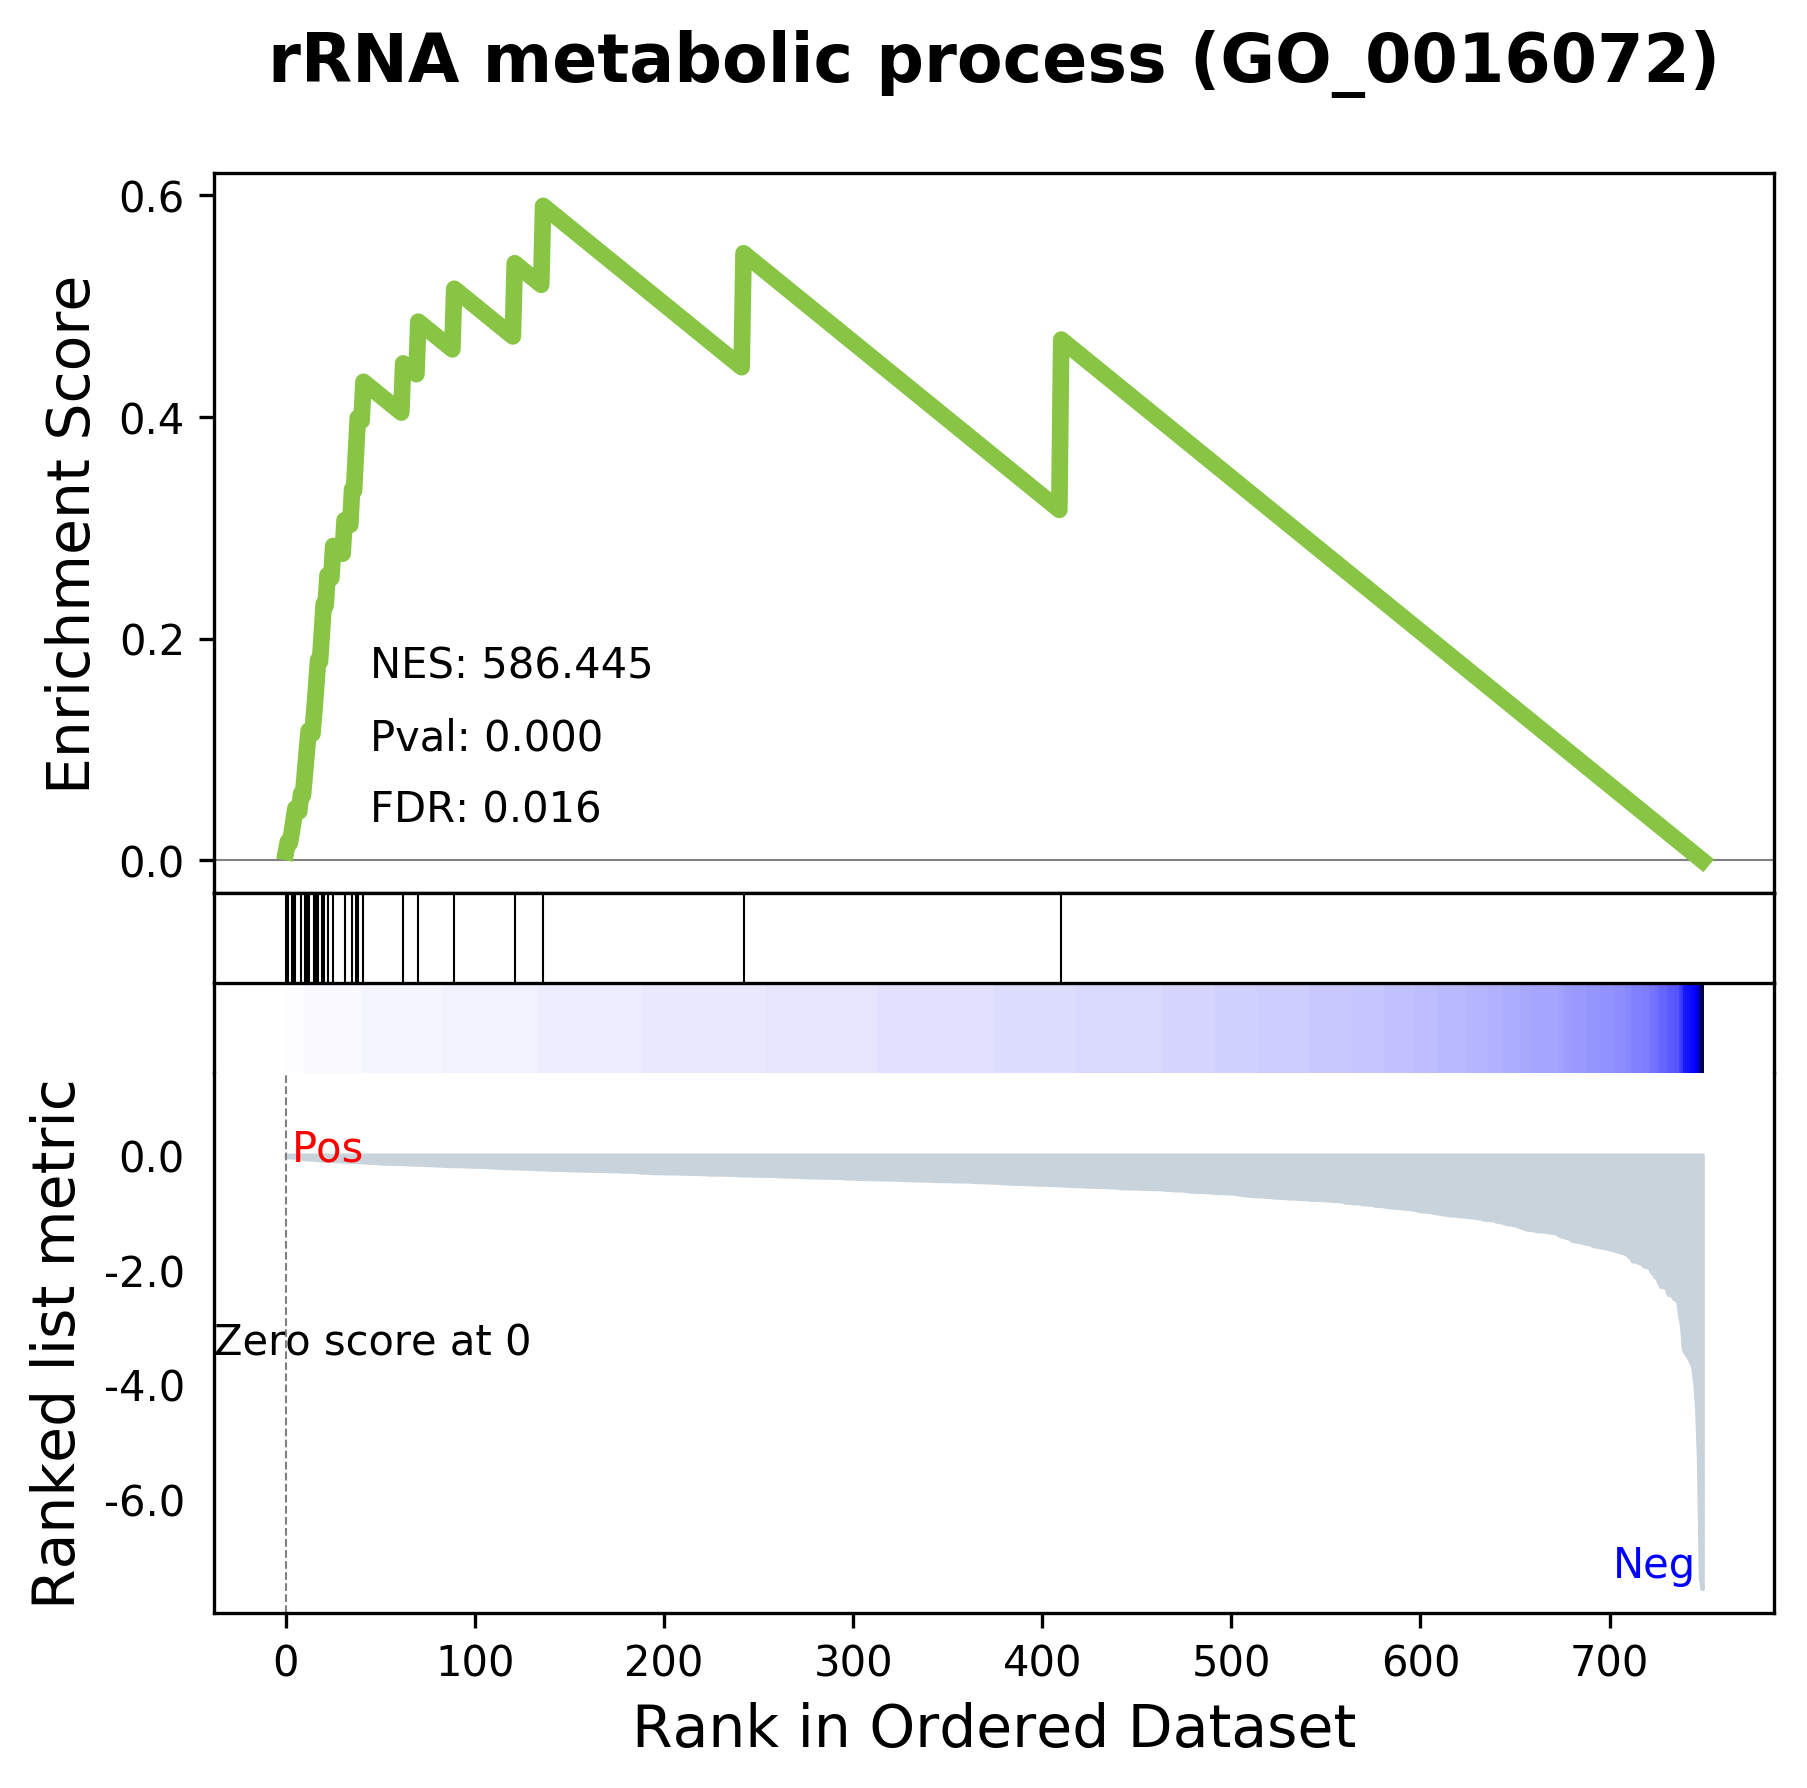 rRNA metabolic process (GO_0016072)
Enrichment Score
0.6
0.4
0.2
0.0
NES: 586.445
Pval: 0.000
FDR: 0.016
Ranked list metric
0.0
-2.0
-4.0
-6.0
Pos
Zero score at 0
Neg
0 100 200 300 400 500 600 700
Rank in Ordered Dataset